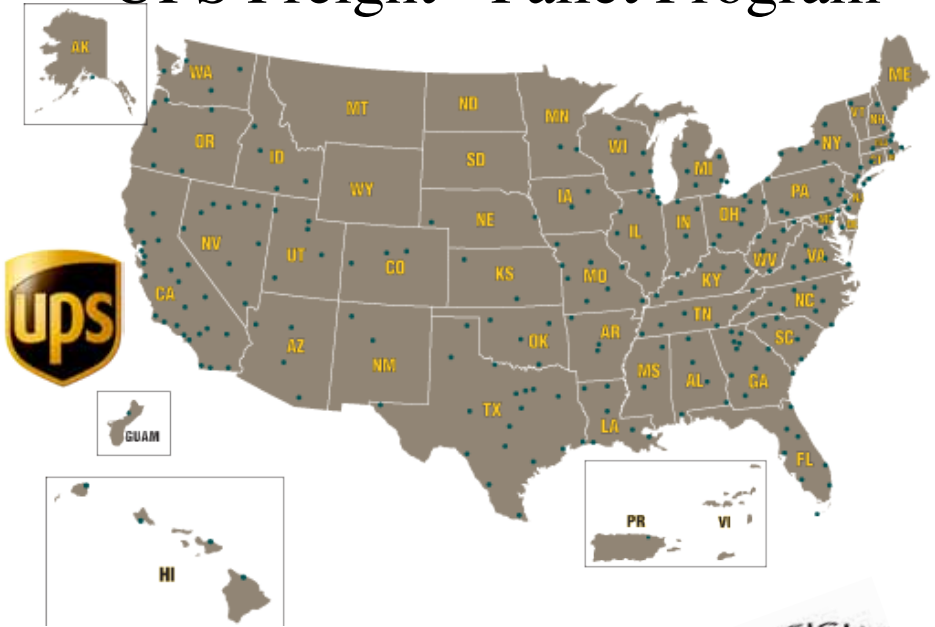 UPS Freight - Pallet Program
AK
WA
MT
ND
MN
ME
VT
NH
OR
ID
SD
WI
MI
NY
WY
IA
PA
NE
NV
UT
CO
IL
IN
OH
KS
MO
WV
VA
KY
ups
CA
NC
TN
AZ
NM
OK
AR
SC
MS
AL
GA
TX
LA
GUAM
FL
PR
VI
HI